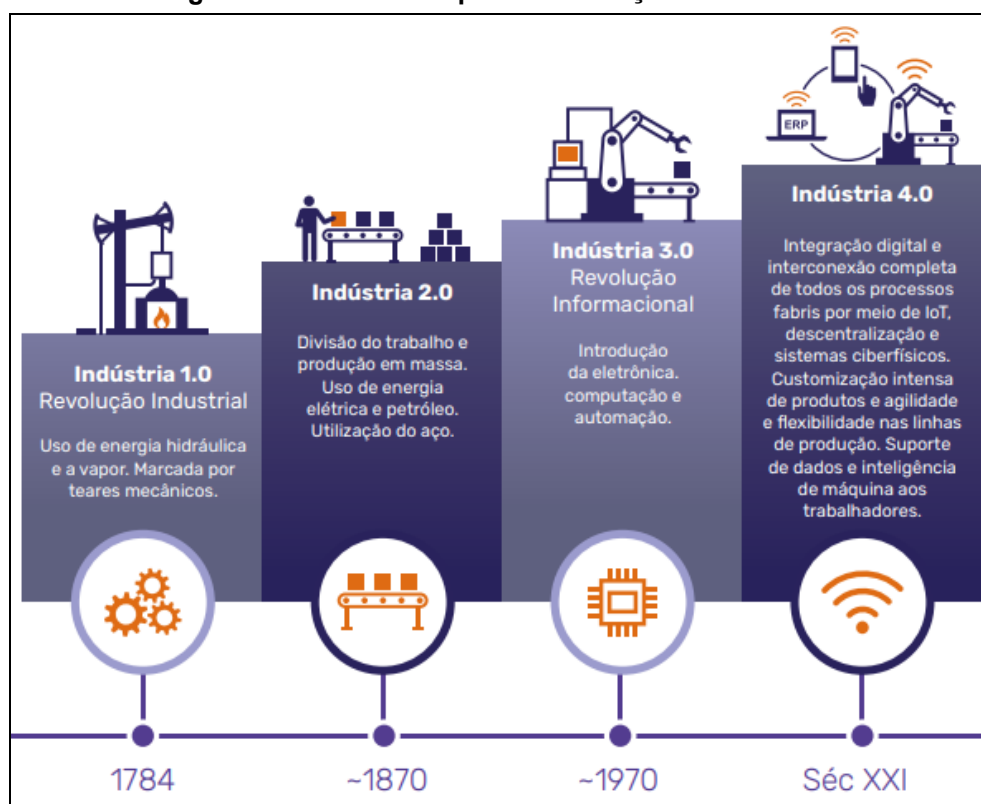 Indústria 1.0
Revolução Industrial
Uso de energia hidráulica
e a vapor. Marcada por
teares mecânicos.
Indústria 2.0
Divisão do trabalho e
produção em massa.
Uso de energia
elétrica e petróleo.
Utilização do aço.
Indústria 3.0
Revolução
Informacional
Introdução
da eletrônica.
computação e
automação.
ERP
Indústria 4.0
Integração digital e
interconexão completa
de todos os processos
fabris por meio de IoT,
descentralização e
sistemas ciberfísicos.
Customização intensa
de produtos e agilidade
e flexibilidade nas linhas
de produção. Suporte
de dados e inteligência
de máquina aos
trabalhadores.
1784
~1870
~1970
Séc XXI